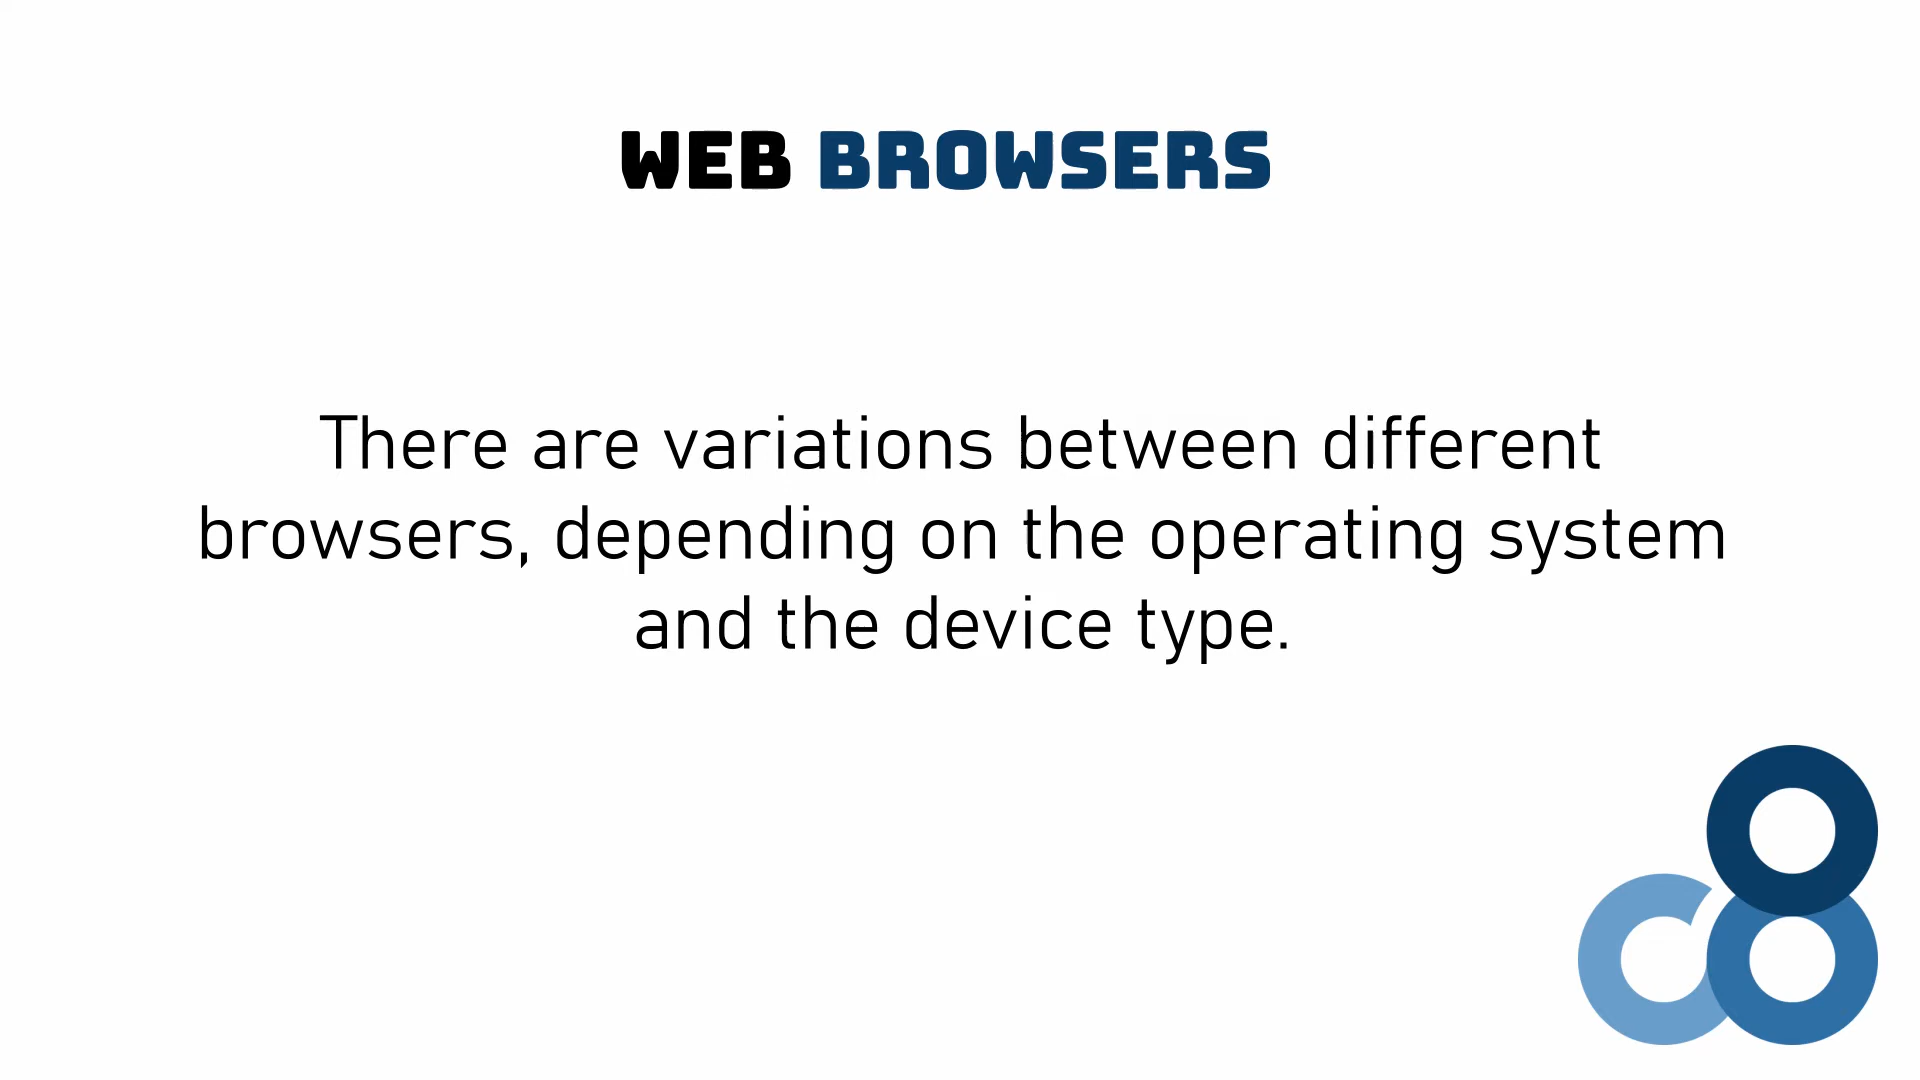 WEB BROWSERS
There are variations between different
browsers, depending on the operating system
and the device type.